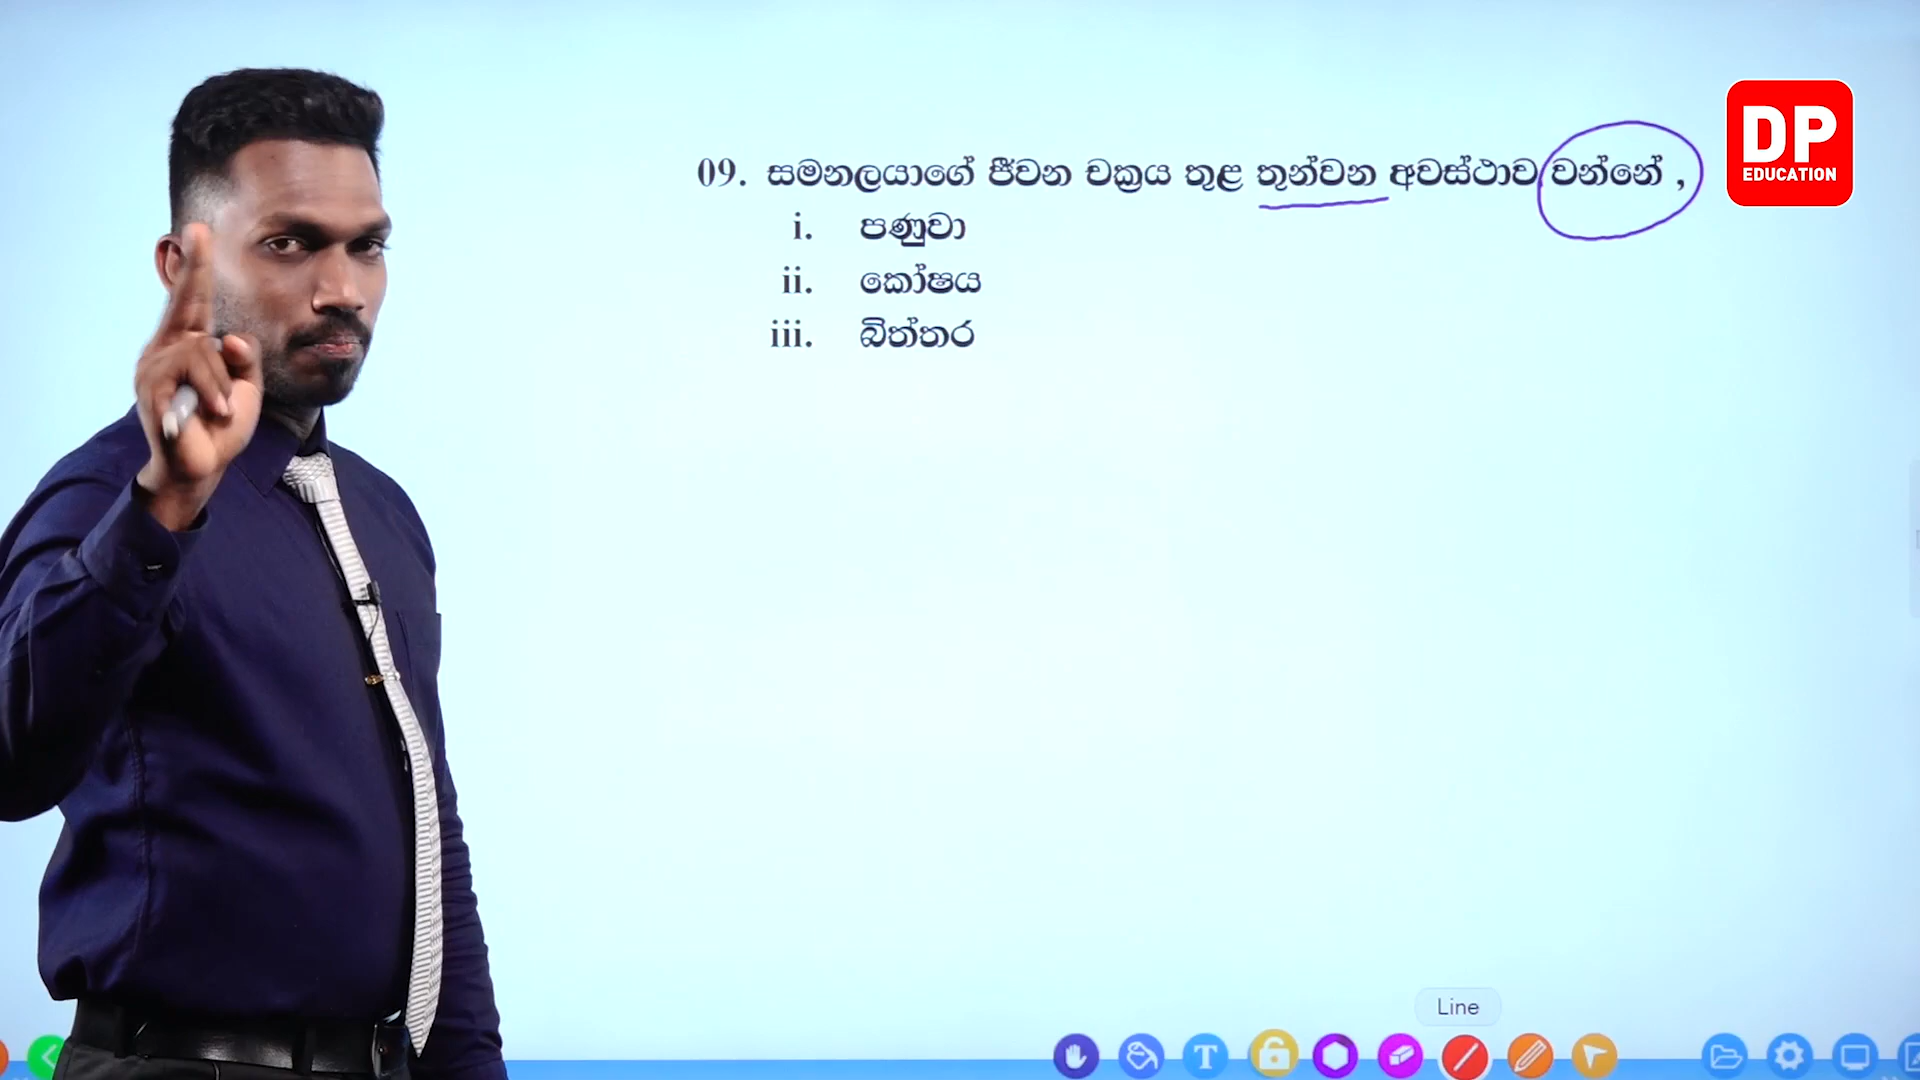 DP
EDUCATION
09. සමනලයාගේ ජීවන චක්‍රය තුළ තුන්වන අවස්ථාව වන්නේ ,
i. පණුවා
ii. කෝෂය
iii. බිත්තර
Line
T